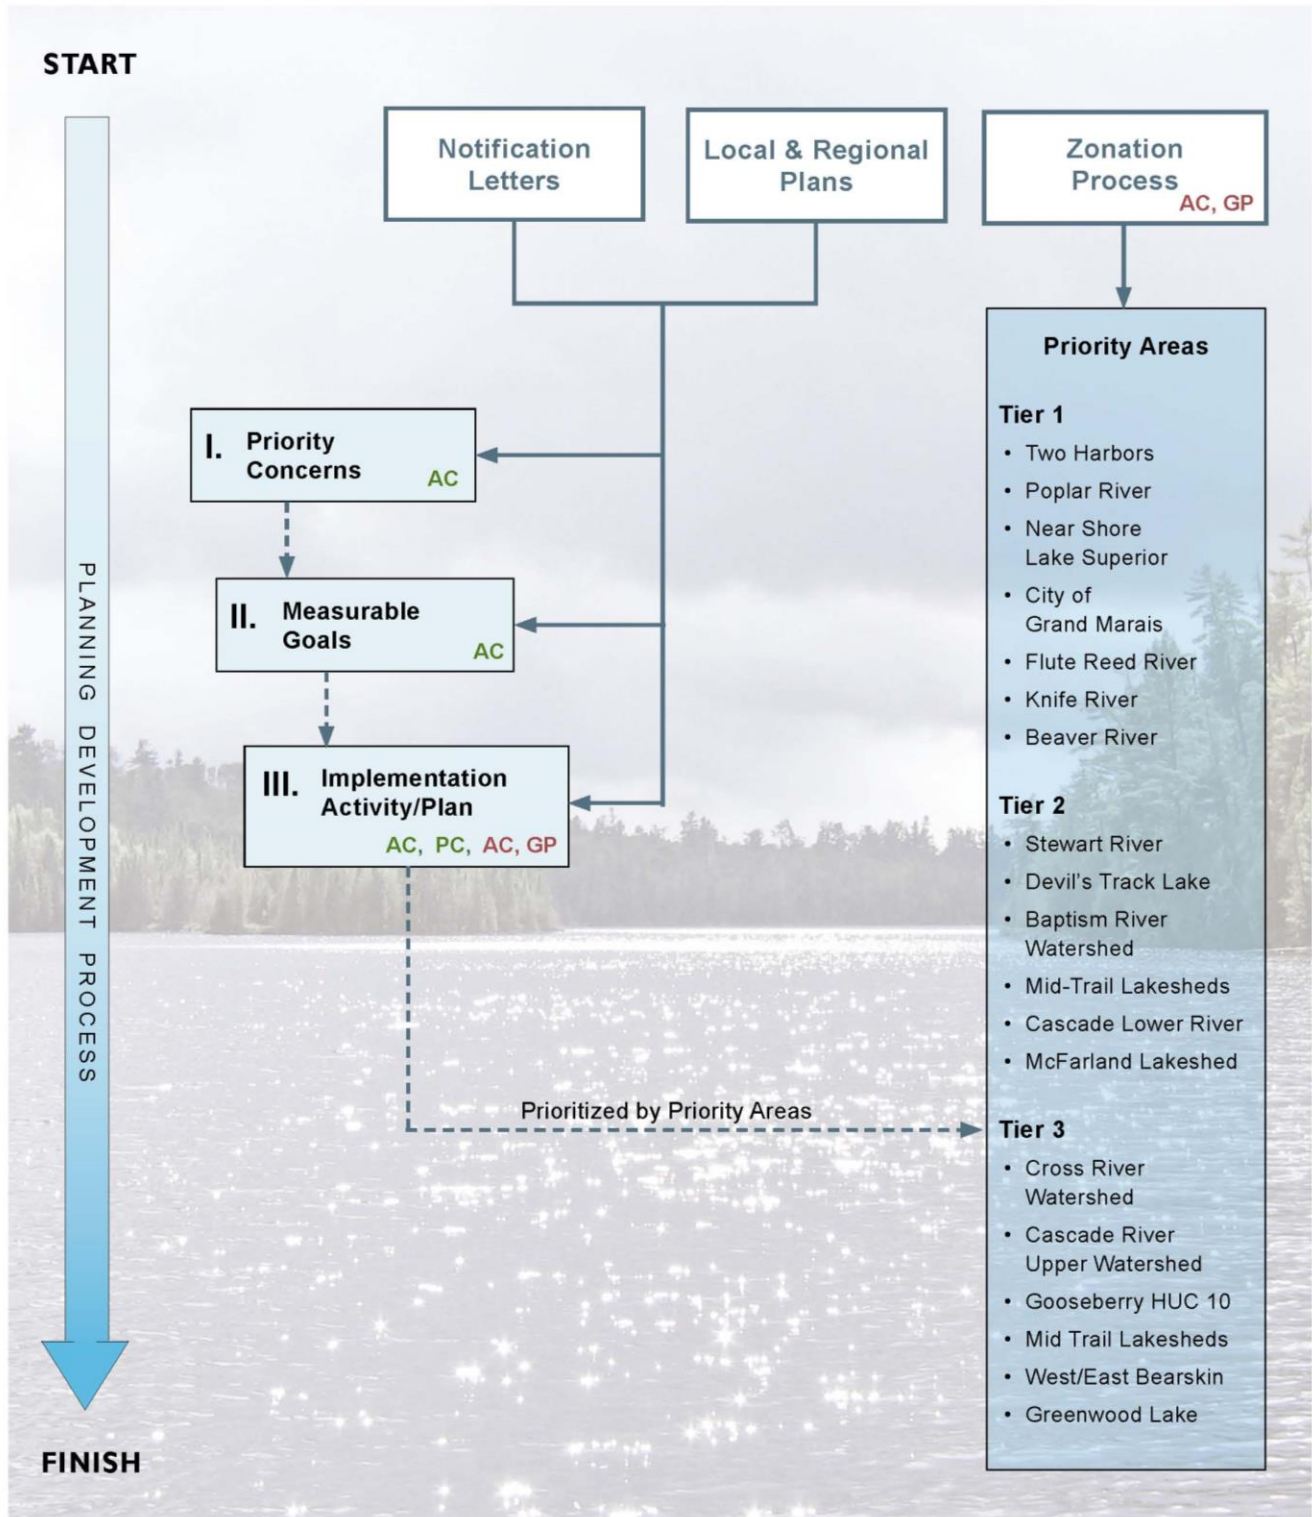 START
PLANNING DEVELOPMENT PROCESS
FINISH
Notification
Letters
Local & Regional
Plans
Zonation
Process
AC, GP
I. Priority
Concerns
AC
II. Measurable
Goals
AC
III. Implementation
Activity/Plan
AC, PC, AC, GP
Prioritized by Priority Areas
Priority Areas
Tier 1
• Two Harbors
• Poplar River
• Near Shore
Lake Superior
• City of
Grand Marais
• Flute Reed River
• Knife River
• Beaver River
Tier 2
• Stewart River
• Devil's Track Lake
• Baptism River
Watershed
• Mid-Trail Lakesheds
• Cascade Lower River
• McFarland Lakeshed
Tier 3
• Cross River
Watershed
• Cascade River
Upper Watershed
• Gooseberry HUC 10
• Mid Trail Lakesheds
• West/East Bearskin
• Greenwood Lake